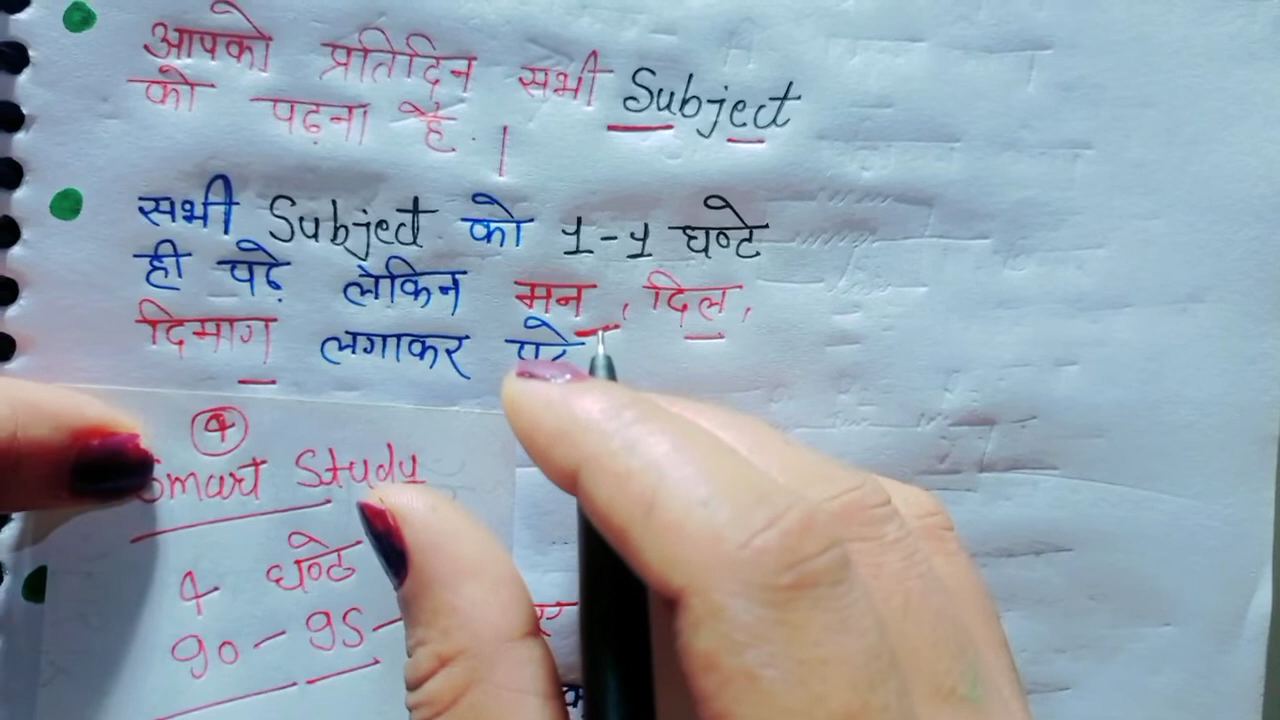 आपको प्रतिदिन सभी Subject
को पढ़ना है.|
सभी Subject को 1-1 घण्टे
ही पढ़े लेकिन मन, दिल,
दिमाग लगाकर पढ़े
4
Smart Study
4 घण्टे
90-95-